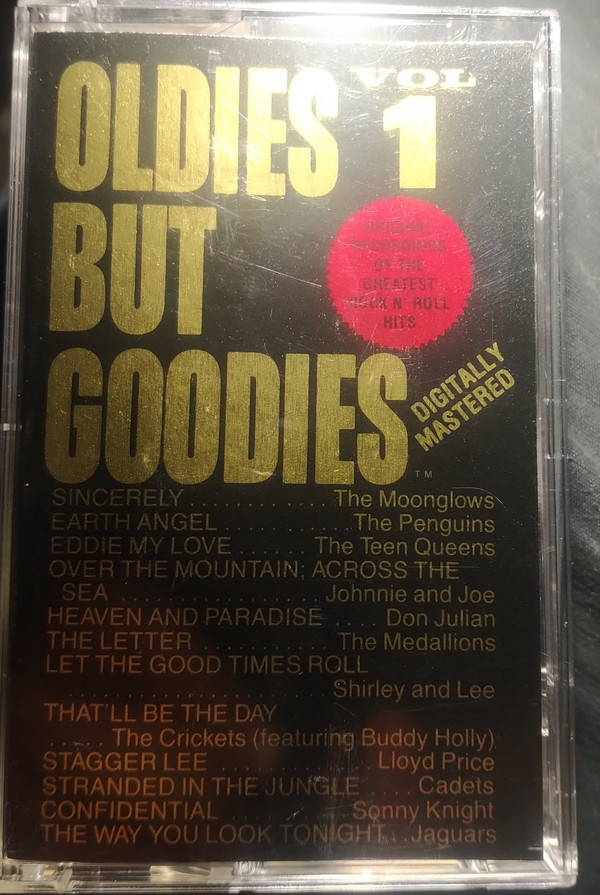 OLDIES VOL
1
BUT
GOODIES
ORIGINAL
RECORDINGS
OF THE
GREATEST
ROCK N' ROLL
HITS
DIGITALLY
MASTERED
TM
SINCERELY . . . . . . . . . . . . . The Moonglows
EARTH ANGEL . . . . . . . . . . . The Penguins
EDDIE MY LOVE . . . . . . The Teen Queens
OVER THE MOUNTAIN; ACROSS THE
SEA . . . . . . . . . . . . . . . . . Johnnie and Joe
HEAVEN AND PARADISE . . . . Don Julian
THE LETTER . . . . . . . . . . . The Medallions
LET THE GOOD TIMES ROLL
. . . . . . . . . . . . . . . . . . . . . Shirley and Lee
THAT'LL BE THE DAY
. . . . . . The Crickets (featuring Buddy Holly)
STAGGER LEE . . . . . . . . . . . . . Lloyd Price
STRANDED IN THE JUNGLE . . . . Cadets
CONFIDENTIAL . . . . . . . . . . Sonny Knight
THE WAY YOU LOOK TONIGHT . . Jaguars